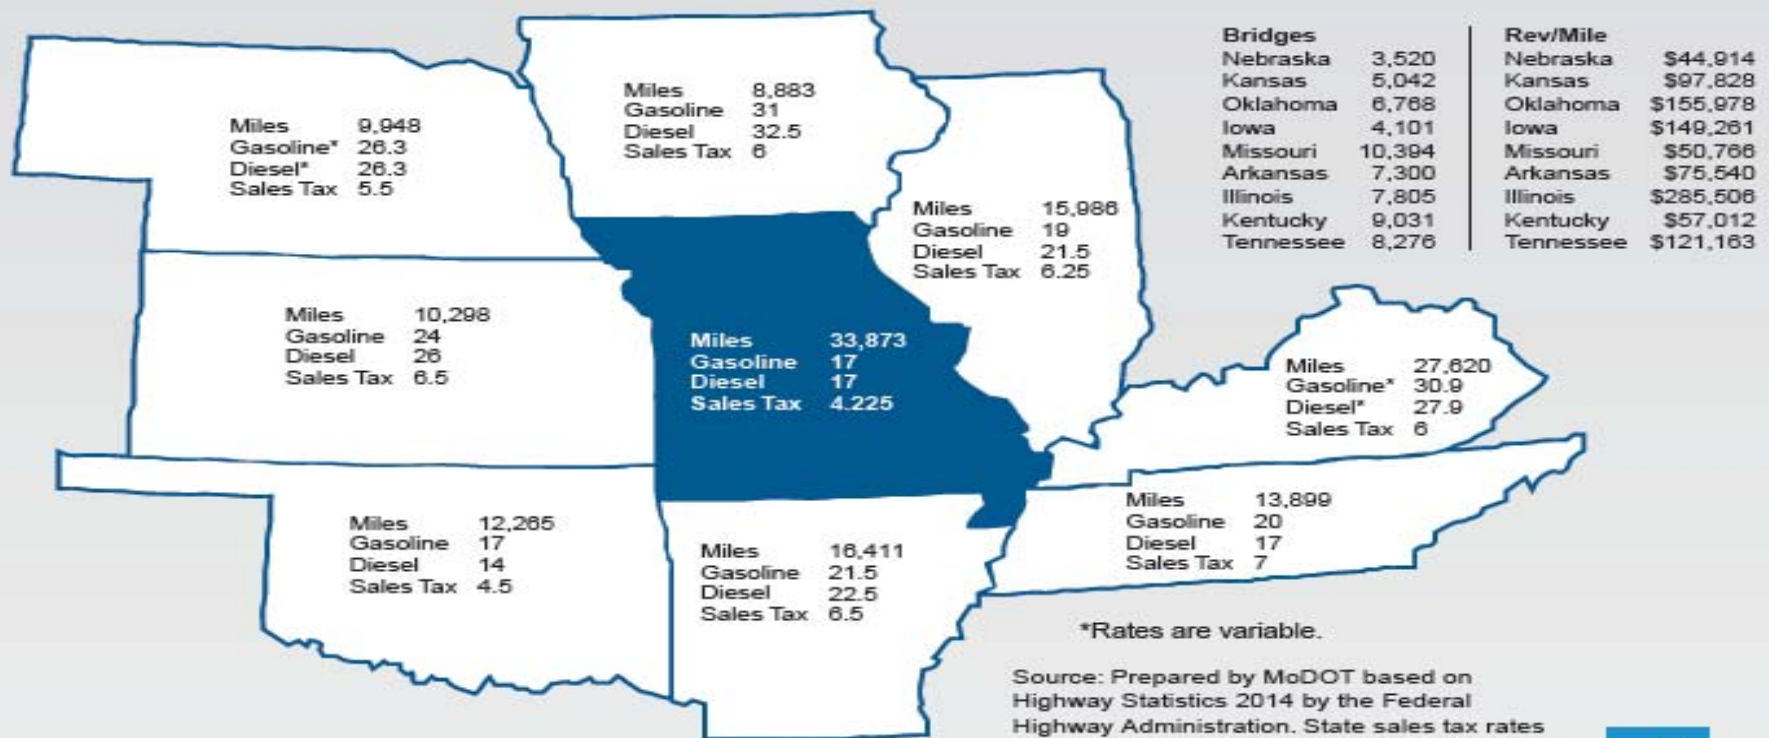 Bridges
Nebraska 3,520
Kansas 5,042
Oklahoma 6,768
Iowa 4,101
Missouri 10,394
Arkansas 7,300
Illinois 7,805
Kentucky 9,031
Tennessee 8,276
Rev/Mile
Nebraska $44,914
Kansas $97,828
Oklahoma $155,978
Iowa $149,261
Missouri $50,766
Arkansas $75,540
Illinois $285,506
Kentucky $57,012
Tennessee $121,163
Miles 9,948
Gasoline* 26.3
Diesel* 26.3
Sales Tax 5.5
Miles 8,883
Gasoline 31
Diesel 32.5
Sales Tax 6
Miles 15,986
Gasoline 19
Diesel 21.5
Sales Tax 6.25
Miles 10,298
Gasoline 24
Diesel 26
Sales Tax 6.5
Miles 33,873
Gasoline 17
Diesel 17
Sales Tax 4.225
Miles 27,620
Gasoline* 30.9
Diesel* 27.9
Sales Tax 6
Miles 12,265
Gasoline 17
Diesel 14
Sales Tax 4.5
Miles 16,411
Gasoline 21.5
Diesel 22.5
Sales Tax 6.5
Miles 13,899
Gasoline 20
Diesel 17
Sales Tax 7
*Rates are variable.
Source: Prepared by MoDOT based on
Highway Statistics 2014 by the Federal
Highway Administration. State sales tax rates